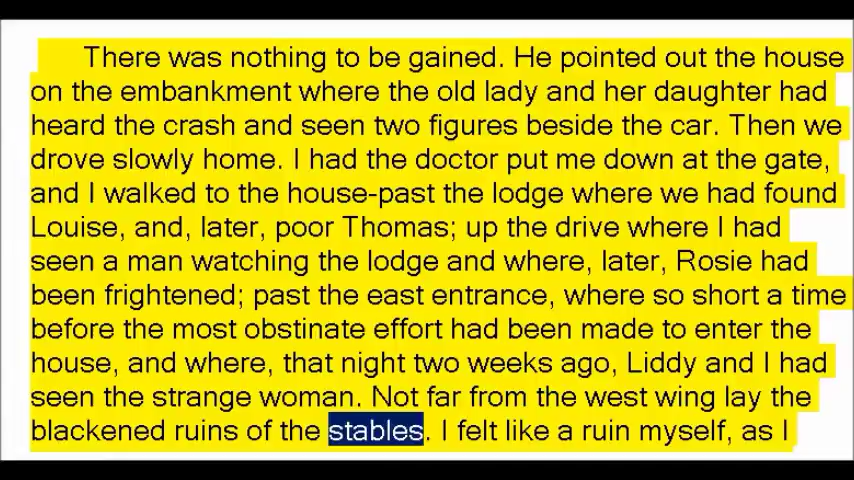 There was nothing to be gained. He pointed out the house
on the embankment where the old lady and her daughter had
heard the crash and seen two figures beside the car. Then we
drove slowly home. I had the doctor put me down at the gate,
and I walked to the house-past the lodge where we had found
Louise, and, later, poor Thomas; up the drive where I had
seen a man watching the lodge and where, later, Rosie had
been frightened; past the east entrance, where so short a time
before the most obstinate effort had been made to enter the
house, and where, that night two weeks ago, Liddy and I had
seen the strange woman. Not far from the west wing lay the
blackened ruins of the stables. I felt like a ruin myself, as I